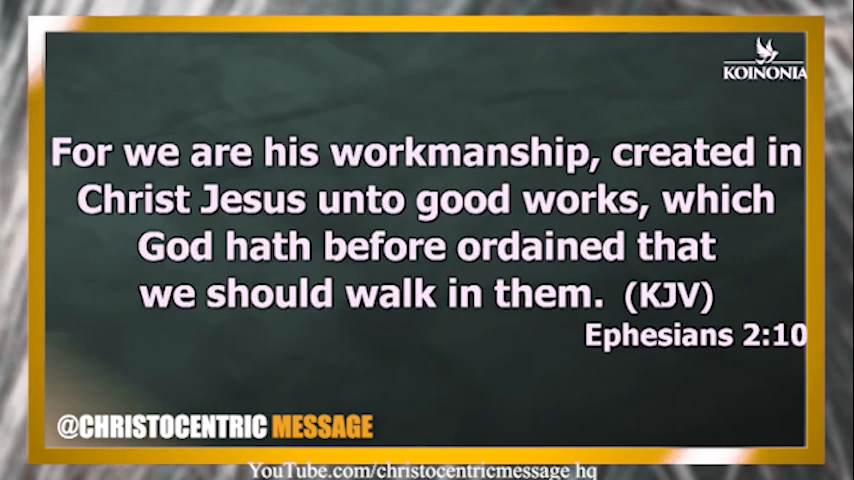 KOINONIA
For we are his workmanship, created in
Christ Jesus unto good works, which
God hath before ordained that
we should walk in them. (KJV)
Ephesians 2:10
@CHRISTOCENTRIC MESSAGE
YouTube.com/christocentricmessage hq